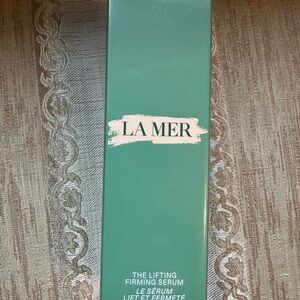 LA MER
THE LIFTING
FIRMING SERUM
LE SÉRUM
LIFT ET FERMETÉ